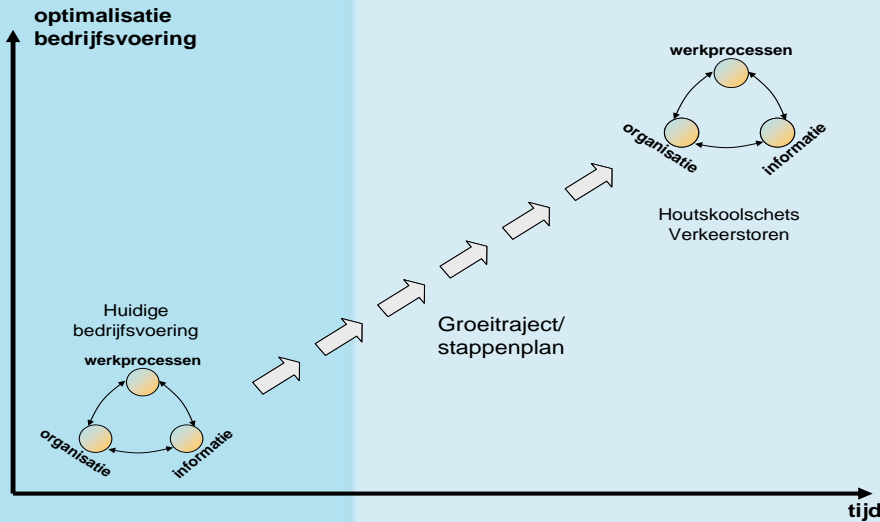 optimalisatie
bedrijfsvoering
werkprocessen
organisatie
informatie
Houtskoolschets
Verkeerstoren
Groeitraject/
stappenplan
Huidige
bedrijfsvoering
werkprocessen
organisatie
informatie
tijd